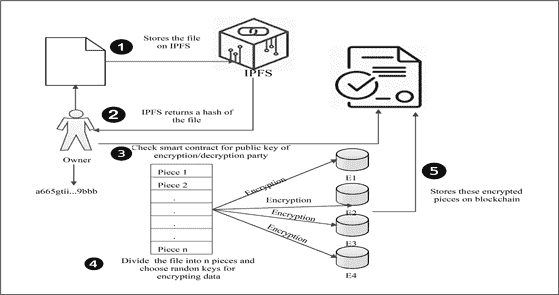 1
Stores the file
on IPFS
IPFS
2
IPFS returns a hash of
the file
3
Check smart contract for public key of
encryption/decryption party
Owner
a665gtii...9bbb
Piece 1
Piece 2
.
.
.
.
Piece n
Encryption
Encryption
Encryption
Encryption
E1
E2
E3
E4
5
Stores these encrypted
pieces on blockchain
4
Divide the file into n pieces and
choose randon keys for
encrypting data